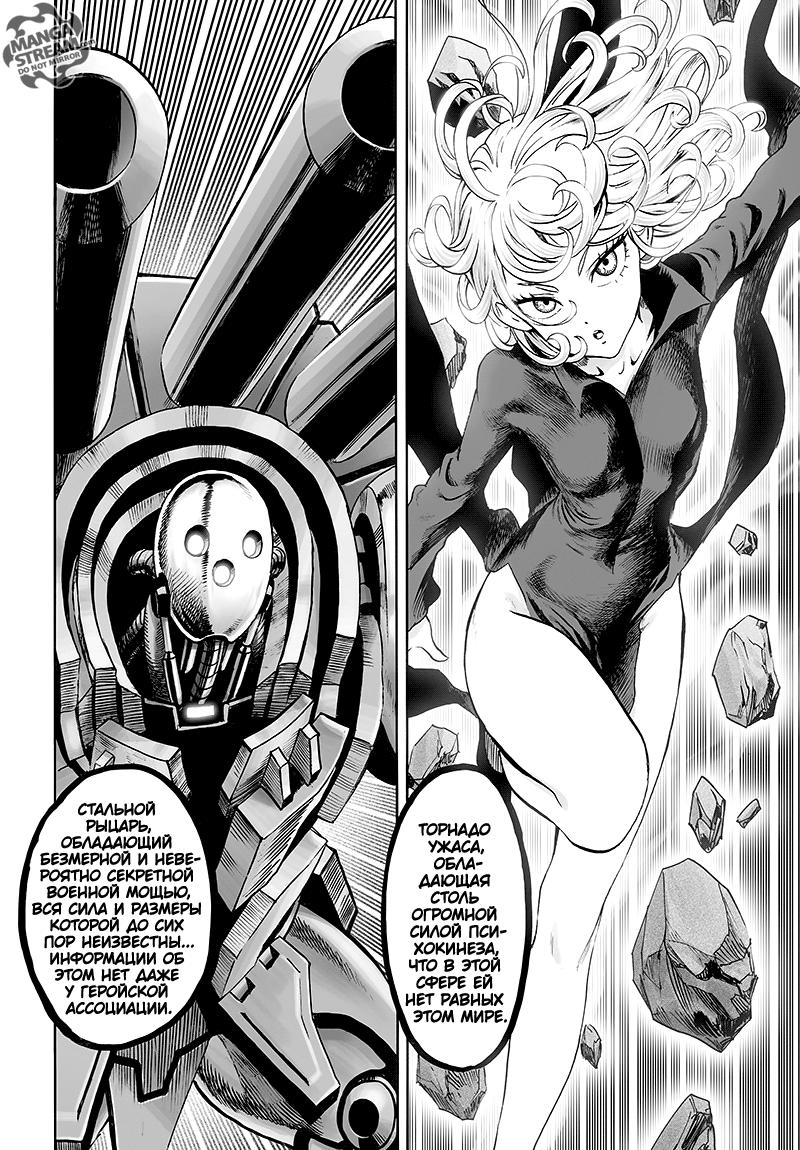 MANGA
STREAM.COM
DO NOT MIRROR
ТОРНАДО
УЖАСА,
ОБЛА-
ДАЮЩАЯ
СТОЛЬ
ОГРОМНОЙ
СИЛОЙ ПСИ-
ХОКИНЕЗА,
ЧТО В ЭТОЙ
СФЕРЕ ЕЙ
НЕТ РАВНЫХ
ЭТОМ МИРЕ.
СТАЛЬНОЙ
РЫЦАРЬ,
ОБЛАДАЮЩИЙ
БЕЗМЕРНОЙ И НЕВЕ-
РОЯТНО СЕКРЕТНОЙ
ВОЕННОЙ МОЩЬЮ,
ВСЯ СИЛА И РАЗМЕРЫ
КОТОРОЙ ДО СИХ
ПОР НЕИЗВЕСТНЫ...
ИНФОРМАЦИИ ОБ
ЭТОМ НЕТ ДАЖЕ
У ГЕРОЙСКОЙ
АССОЦИАЦИИ.